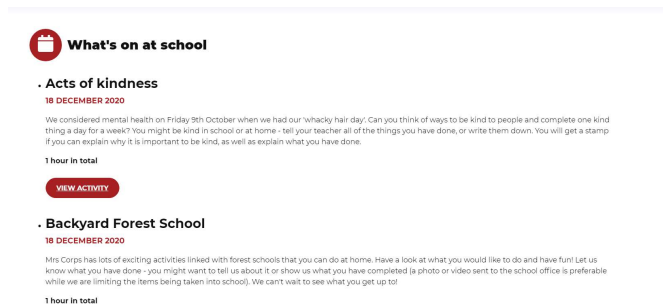 What's on at school
Acts of kindness
18 DECEMBER 2020
We considered mental health on Friday 9th October when we had our 'whacky hair day'. Can you think of ways to be kind to people and complete one kind
thing a day for a week? You might be kind in school or at home - tell your teacher all of the things you have done, or write them down. You will get a stamp
if you can explain why it is important to be kind, as well as explain what you have done.
1 hour in total
VIEW ACTIVITY
Backyard Forest School
18 DECEMBER 2020
Mrs Corps has lots of exciting activities linked with forest schools that you can do at home. Have a look at what you would like to do and have fun! Let us
know what you have done - you might want to tell us about it or show us what you have completed (a photo or video sent to the school office is preferable
while we are limiting the items being taken into school). We can't wait to see what you get up to!
1 hour in total